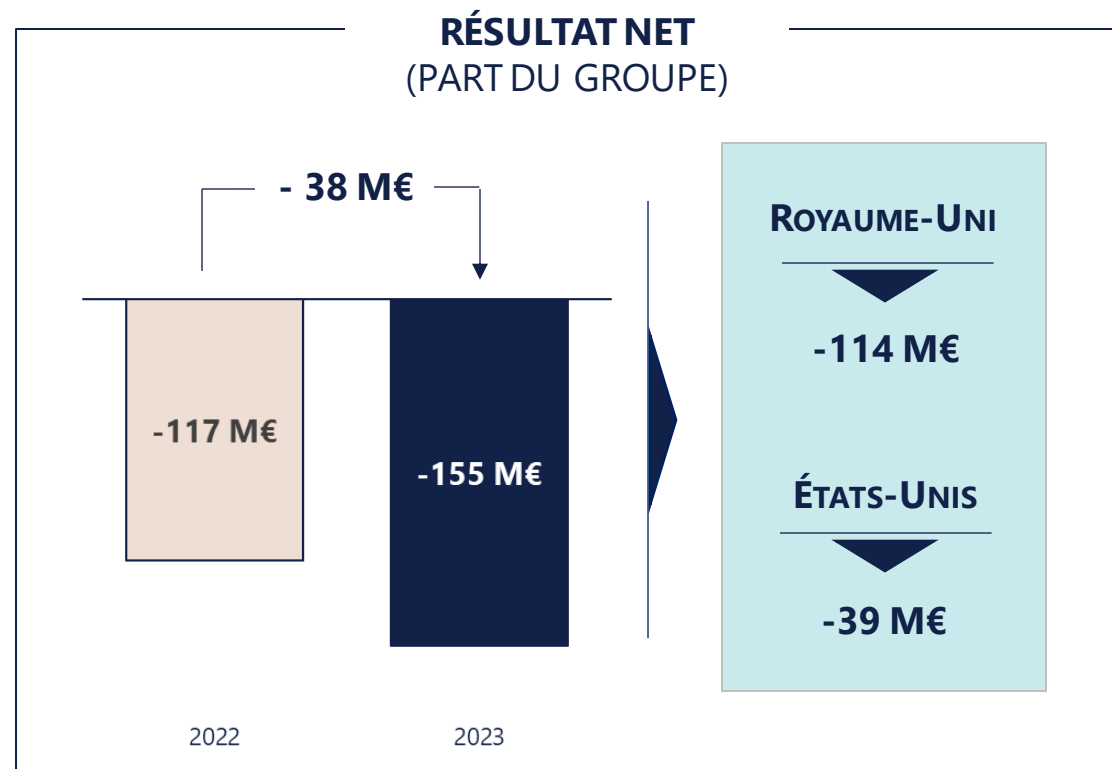 RÉSULTAT NET
(PART DU GROUPE)
- 38 M€
-117 M€
-155 M€
2022
2023
ROYAUME-UNI
-114 M€
ÉTATS-UNIS
-39 M€